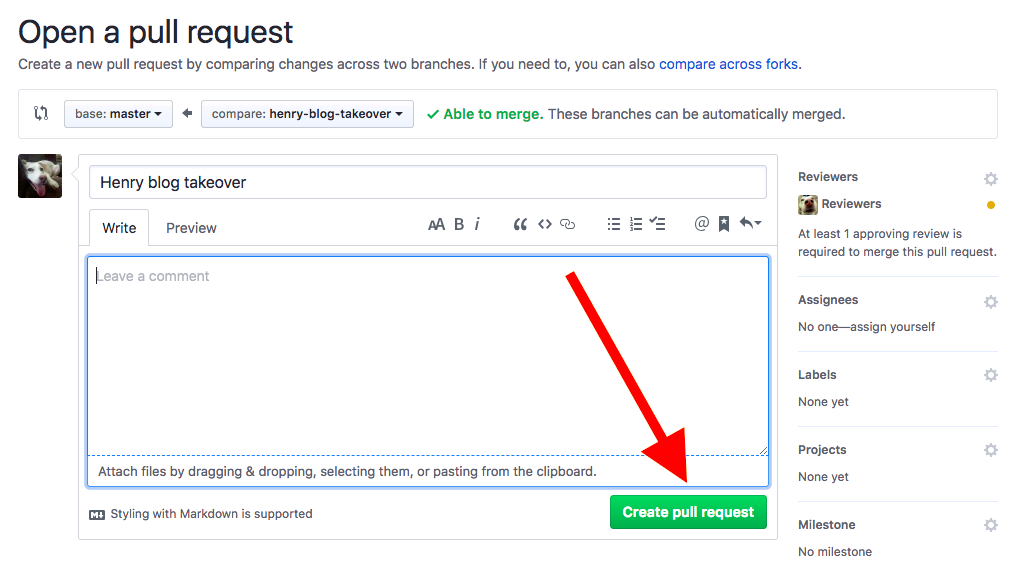 Open a pull request
Create a new pull request by comparing changes across two branches. If you need to, you can also compare across forks.
base: master
compare: henry-blog-takeover
Able to merge. These branches can be automatically merged.
Henry blog takeover
Write
Preview
AA B i
@
Leave a comment
Attach files by dragging & dropping, selecting them, or pasting from the clipboard.
Styling with Markdown is supported
Create pull request
Reviewers
Reviewers
At least 1 approving review is
required to merge this pull request.
Assignees
No one—assign yourself
Labels
None yet
Projects
None yet
Milestone
No milestone